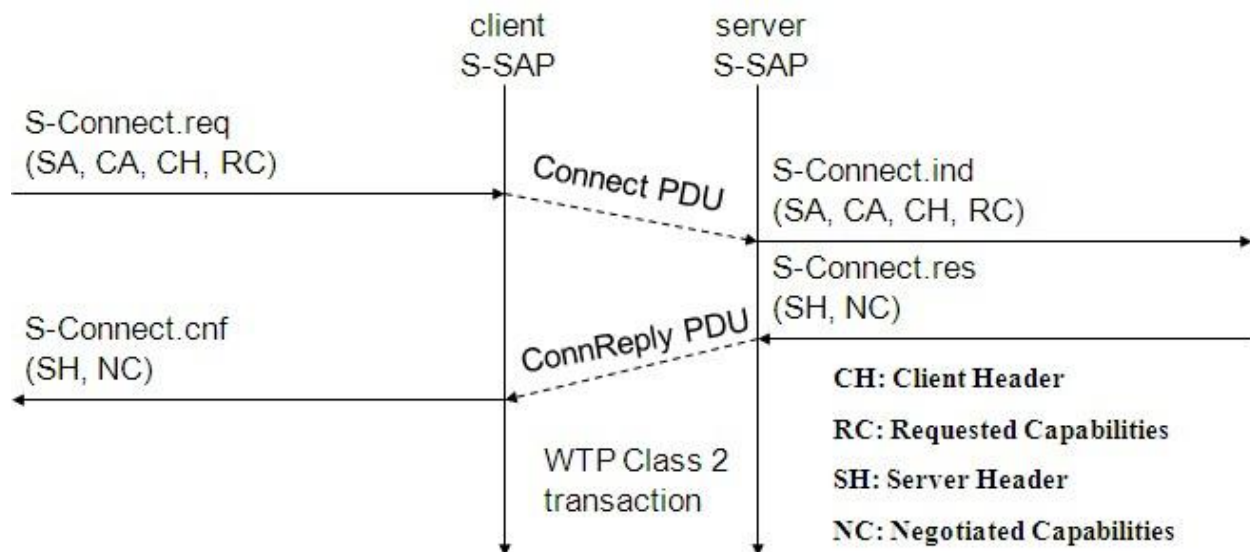 client
S-SAP
server
S-SAP
S-Connect.req
(SA, CA, CH, RC)
Connect PDU
S-Connect.ind
(SA, CA, CH, RC)
S-Connect.res
(SH, NC)
S-Connect.cnf
(SH, NC)
ConnReply PDU
CH: Client Header
RC: Requested Capabilities
SH: Server Header
NC: Negotiated Capabilities
WTP Class 2
transaction